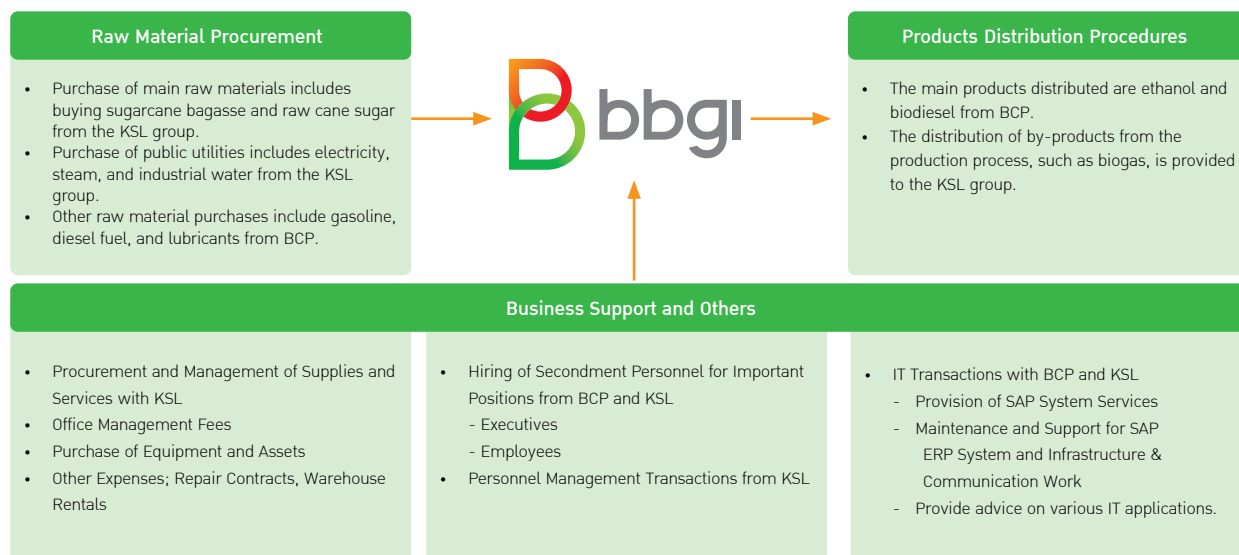 Raw Material Procurement
• Purchase of main raw materials includes
buying sugarcane bagasse and raw cane sugar
from the KSL group.
• Purchase of public utilities includes electricity,
steam, and industrial water from the KSL
group.
• Other raw material purchases include gasoline,
diesel fuel, and lubricants from BCP.
bbgi
Products Distribution Procedures
• The main products distributed are ethanol and
biodiesel from BCP.
• The distribution of by-products from the
production process, such as biogas, is provided
to the KSL group.
Business Support and Others
• Procurement and Management of Supplies and
Services with KSL
• Office Management Fees
• Purchase of Equipment and Assets
• Other Expenses; Repair Contracts, Warehouse
Rentals
• Hiring of Secondment Personnel for Important
Positions from BCP and KSL
- Executives
- Employees
• Personnel Management Transactions from KSL
• IT Transactions with BCP and KSL
- Provision of SAP System Services
- Maintenance and Support for SAP
ERP System and Infrastructure &
Communication Work
- Provide advice on various IT applications.